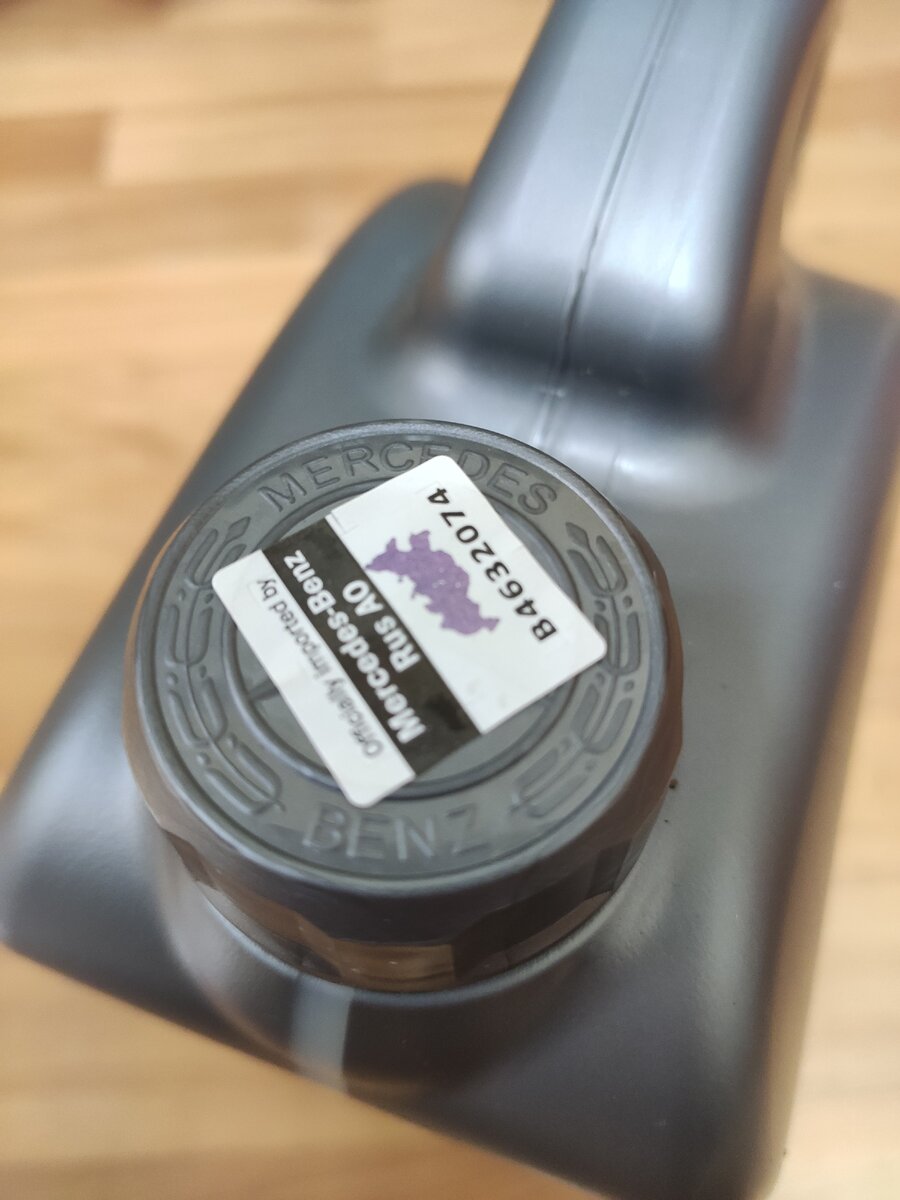 MERCEDES
BENZ
Officially imported by
Mercedes-Benz
Rus AO
B4632074